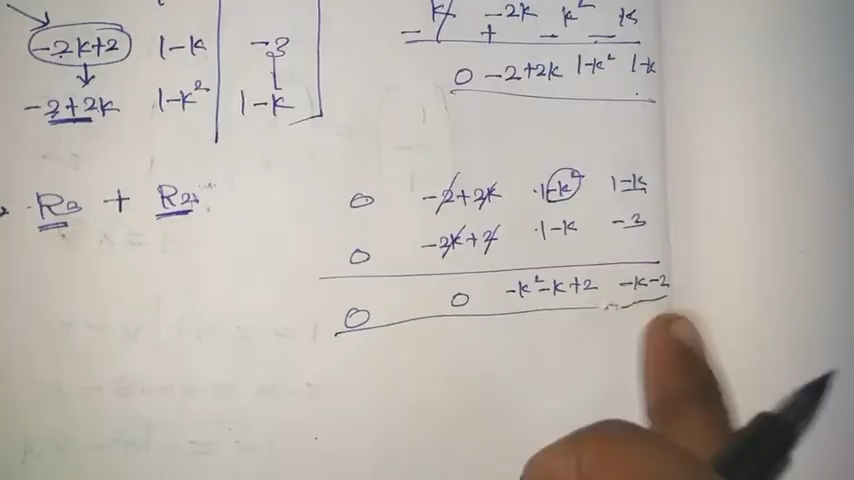 -2k+2 1-k -3
-2+2k 1-k² 1-k
R3 + R2
- k -2k k² k
+ - -
0 -2+2k 1-k² 1-k
0 -2+2k 1-k² 1-k
0 -2k+2 1-k -3
0 0 -k²-k+2 -k-2